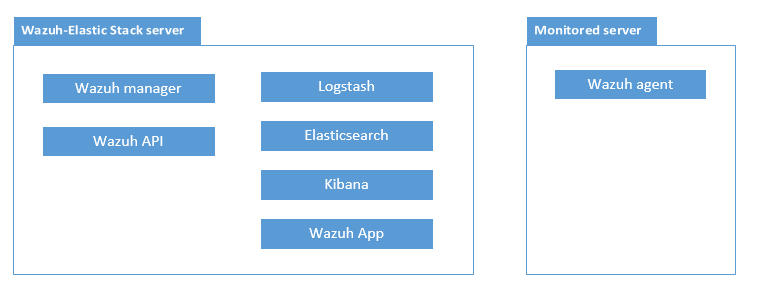 Wazuh-Elastic Stack server
Wazuh manager
Wazuh API
Logstash
Elasticsearch
Kibana
Wazuh App
Monitored server
Wazuh agent